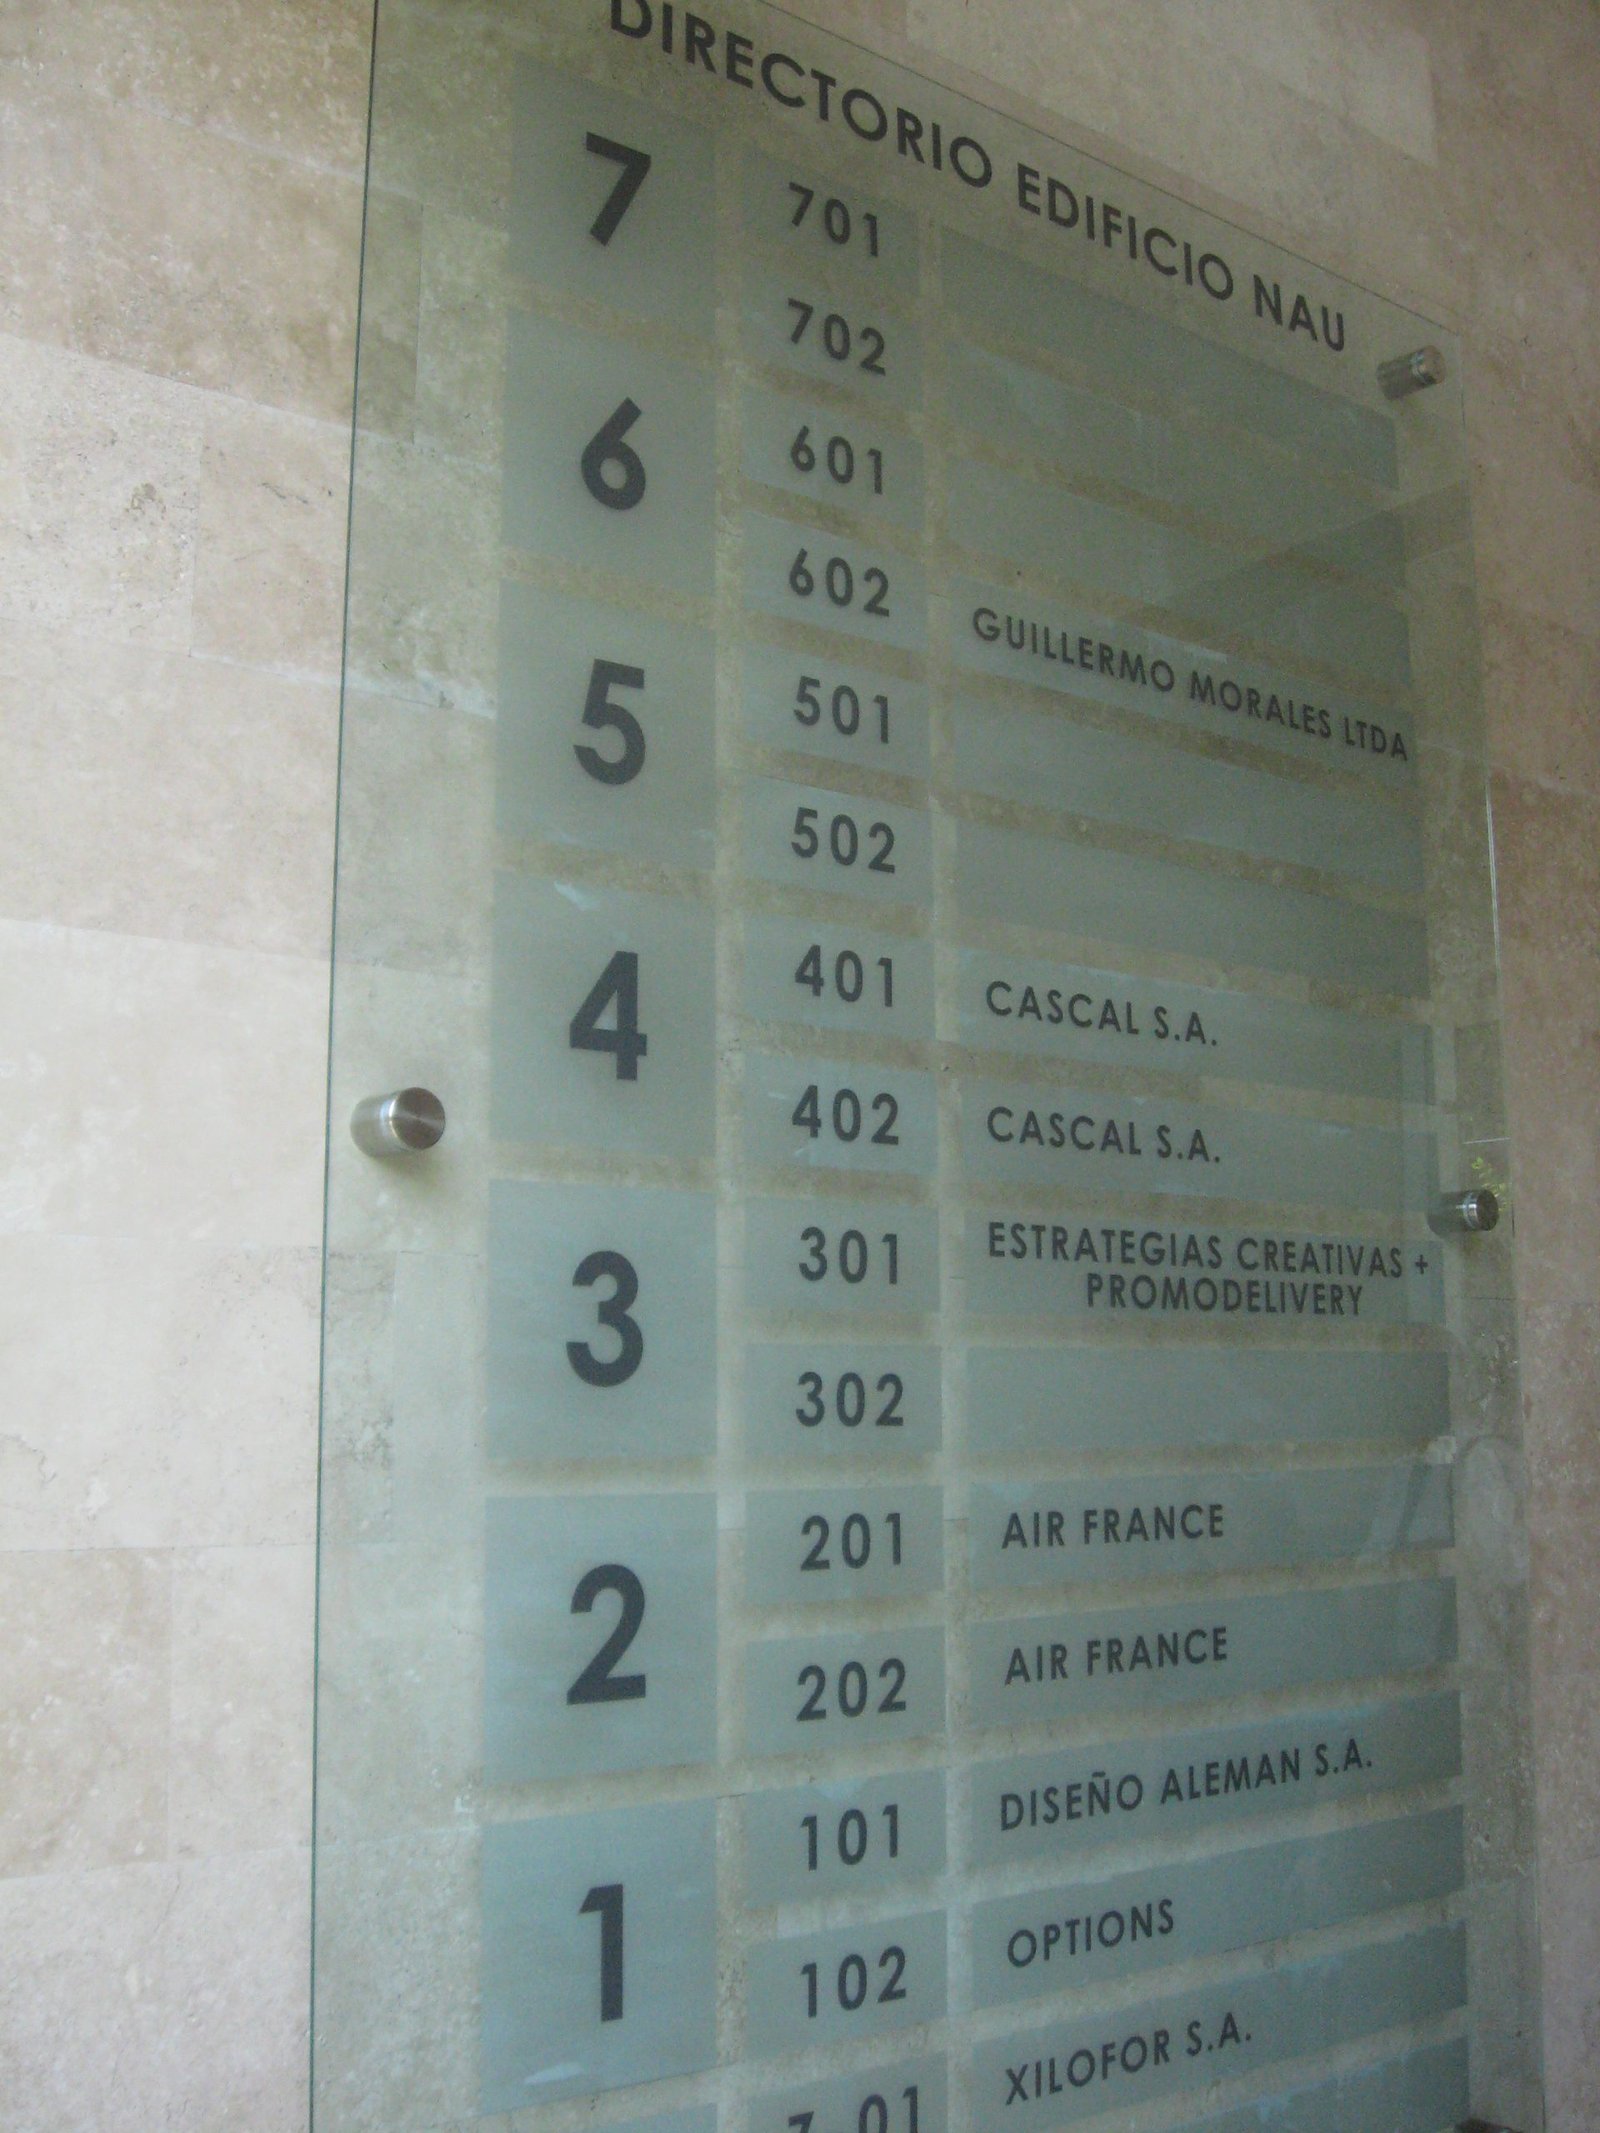 DIRECTORIO EDIFICIO NAU
7
701
702
6
601
602 GUILLERMO MORALES LTDA
5
501
502
4
401 CASCAL S.A.
402 CASCAL S.A.
3
301 ESTRATEGIAS CREATIVAS +
PROMODELIVERY
302
2
201 AIR FRANCE
202 AIR FRANCE
1
101 DISEÑO ALEMAN S.A.
102 OPTIONS
XILOFOR S.A.